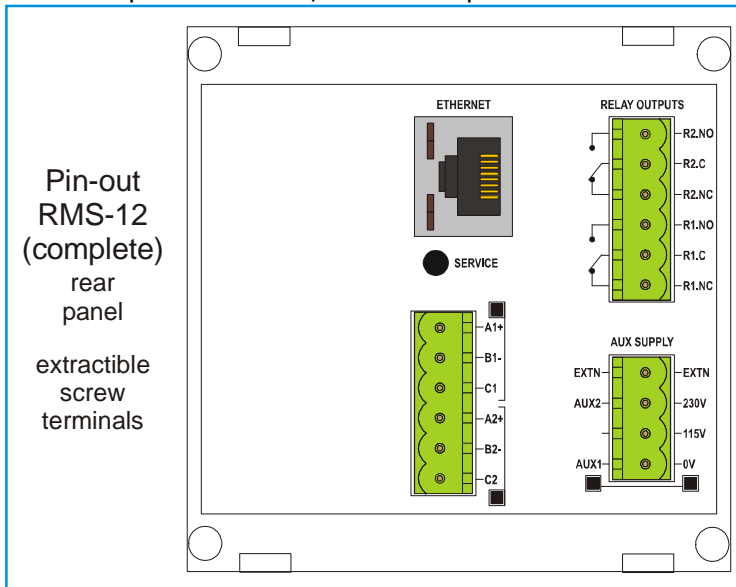 Pin-out
RMS-12
(complete)
rear
panel
extractible
screw
terminals
ETHERNET
SERVICE
RELAY OUTPUTS
R2.NO
R2.C
R2.NC
R1.NO
R1.C
R1.NC
A1+
B1-
C1
A2+
B2-
C2
AUX SUPPLY
EXTN EXTN
AUX2 230V
115V
AUX1 0V